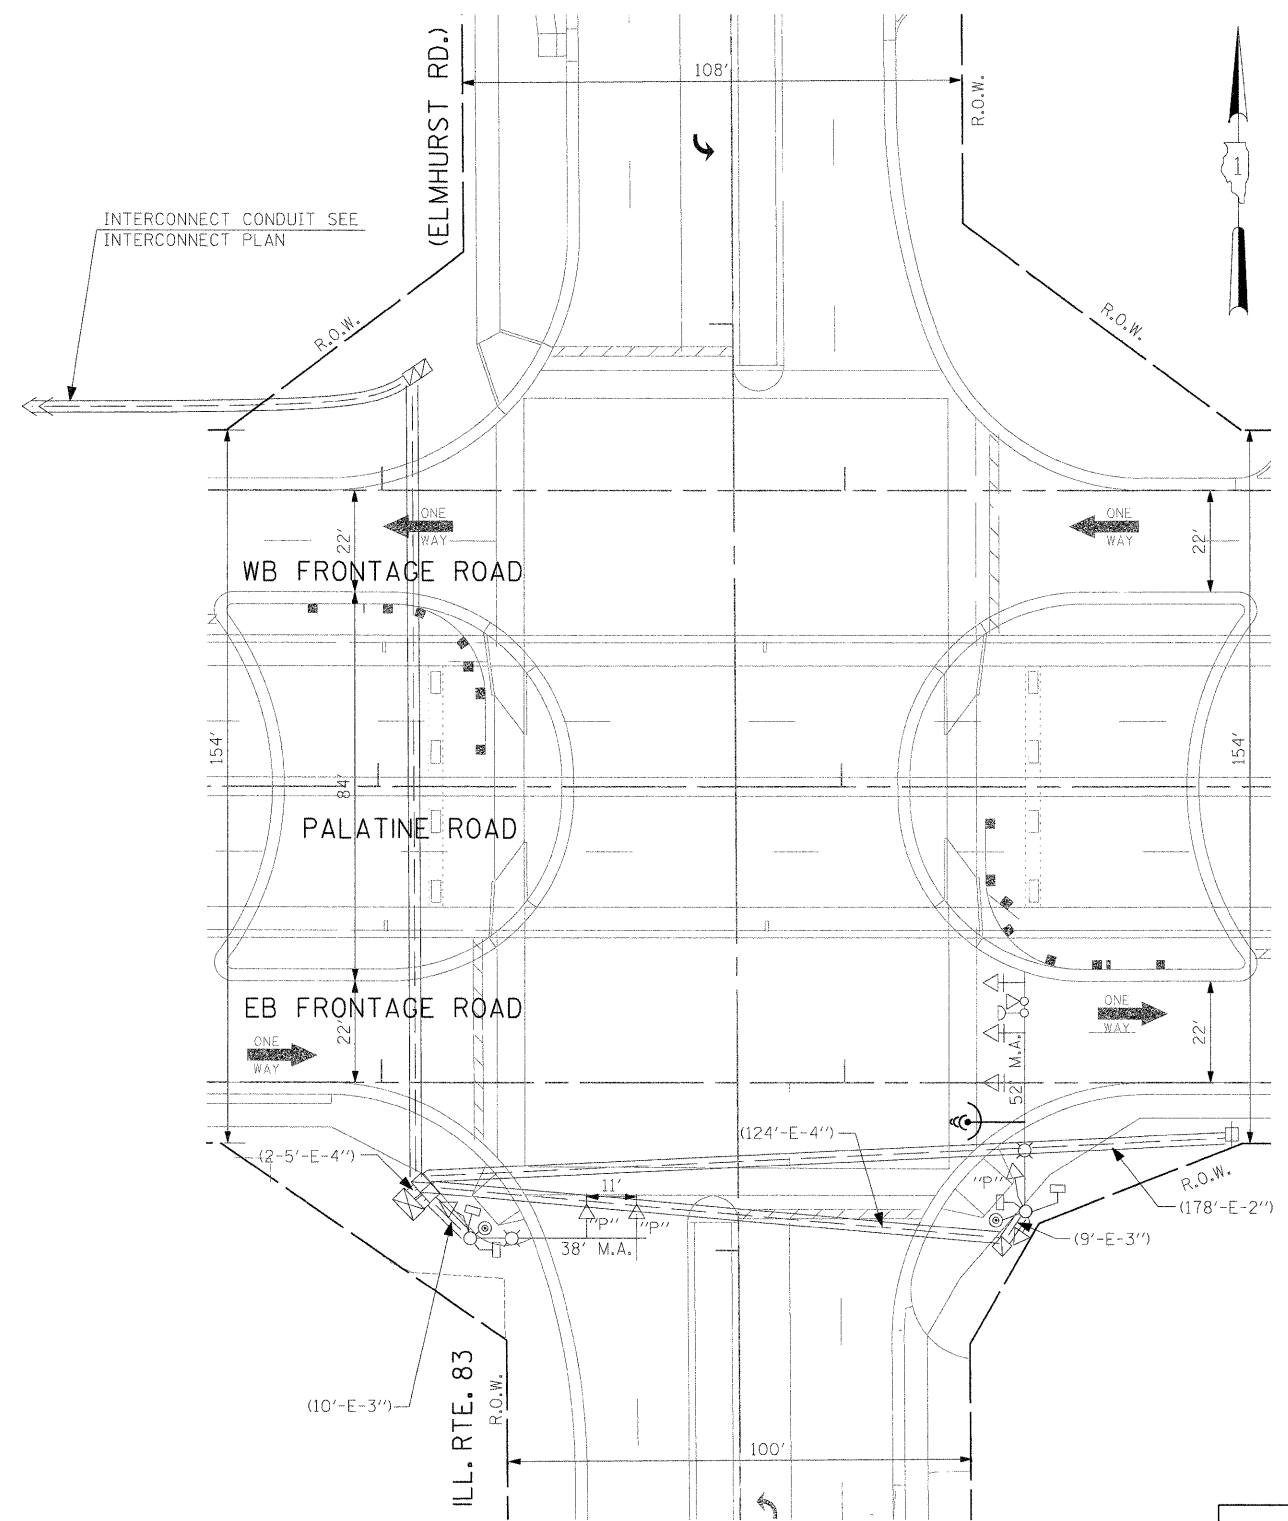 (ELMHURST RD.)
108'
R.O.W.
1
INTERCONNECT CONDUIT SEE
INTERCONNECT PLAN
R.O.W.
R.O.W.
ONE
WAY
22'
ONE
WAY
22'
WB FRONTAGE ROAD
154'
84'
154'
PALATINE ROAD
EB FRONTAGE ROAD
ONE
WAY
22'
ONE
WAY
22'
52' M.A.
(2-5'-E-4")
(124'-E-4")
11'
"P"
"P"
38' M.A.
"P"
R.O.W.
(178'-E-2")
(9'-E-3")
(10'-E-3")
ILL. RTE. 83
R.O.W.
100'